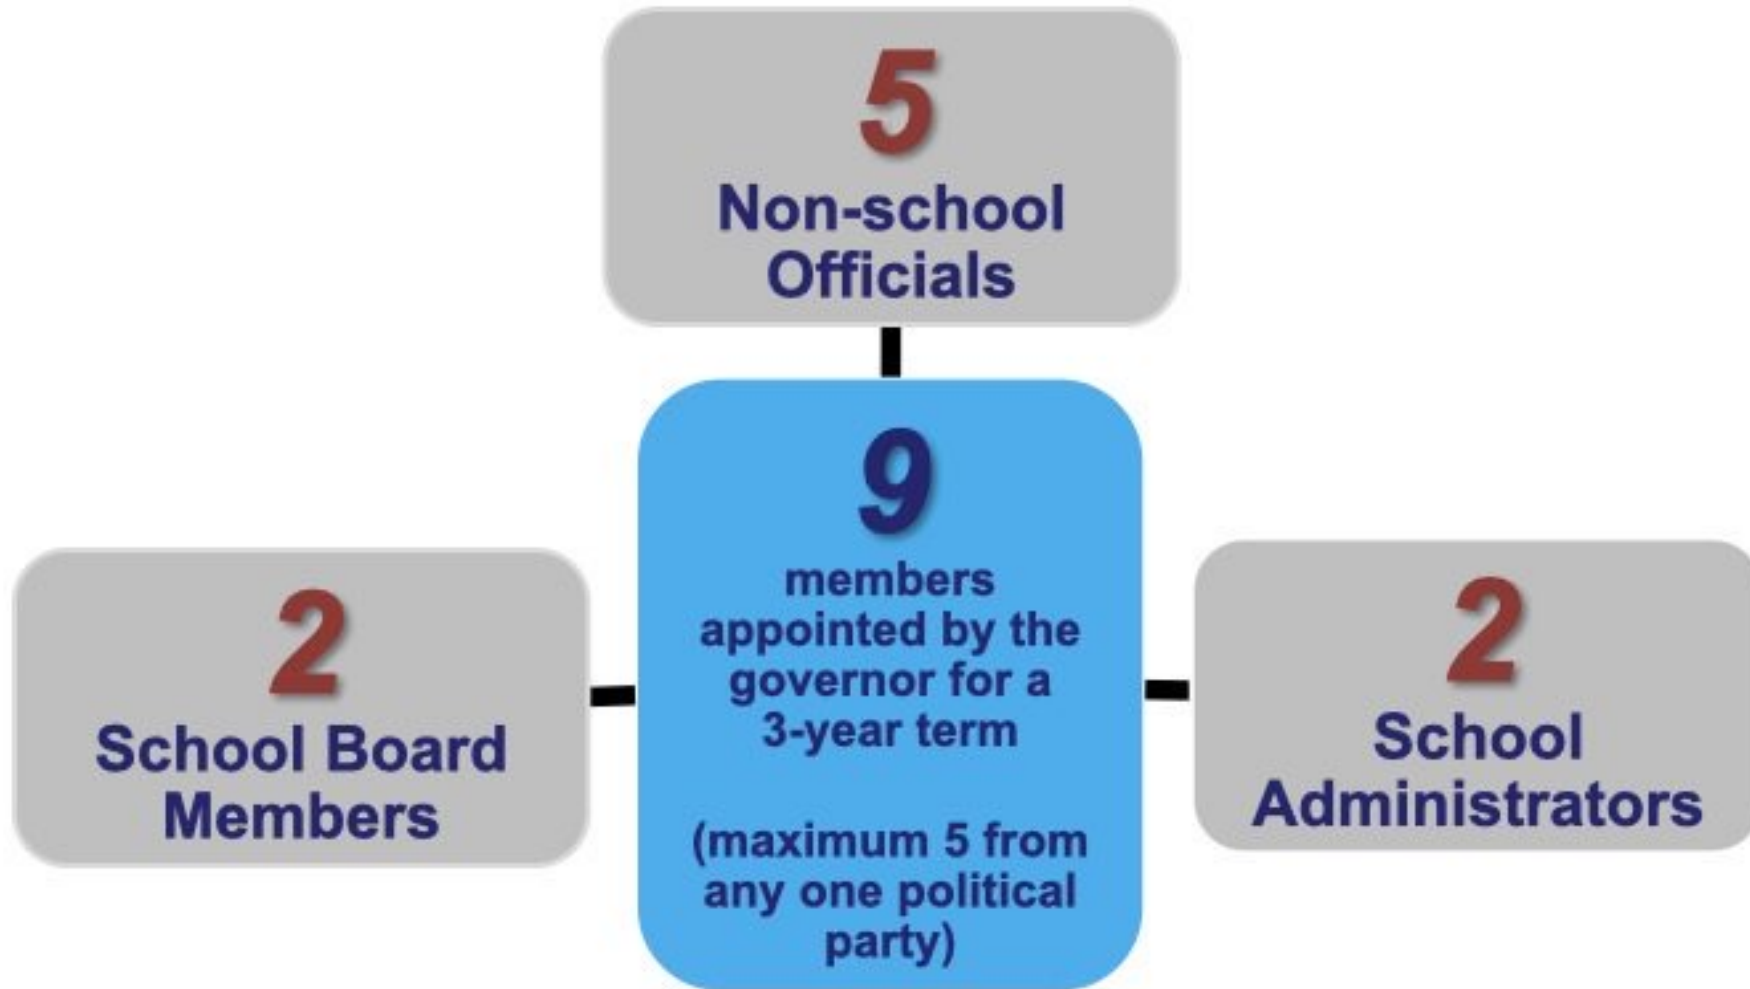 5
Non-school
Officials
9
members
appointed by the
governor for a
3-year term
(maximum 5 from
any one political
party)
2
School Board
Members
2
School
Administrators